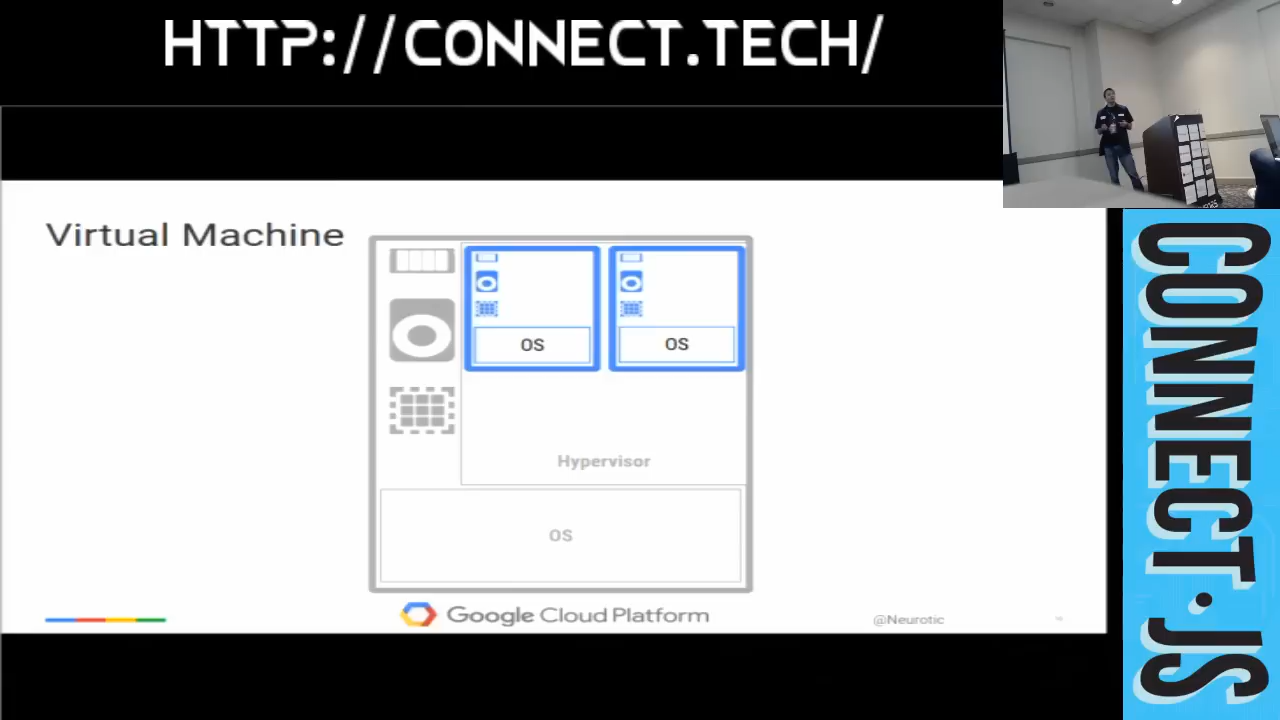 HTTP://CONNECT.TECH/
Virtual Machine
OS
OS
Hypervisor
OS
Google Cloud Platform
@Neurotic
CONNECT.JS